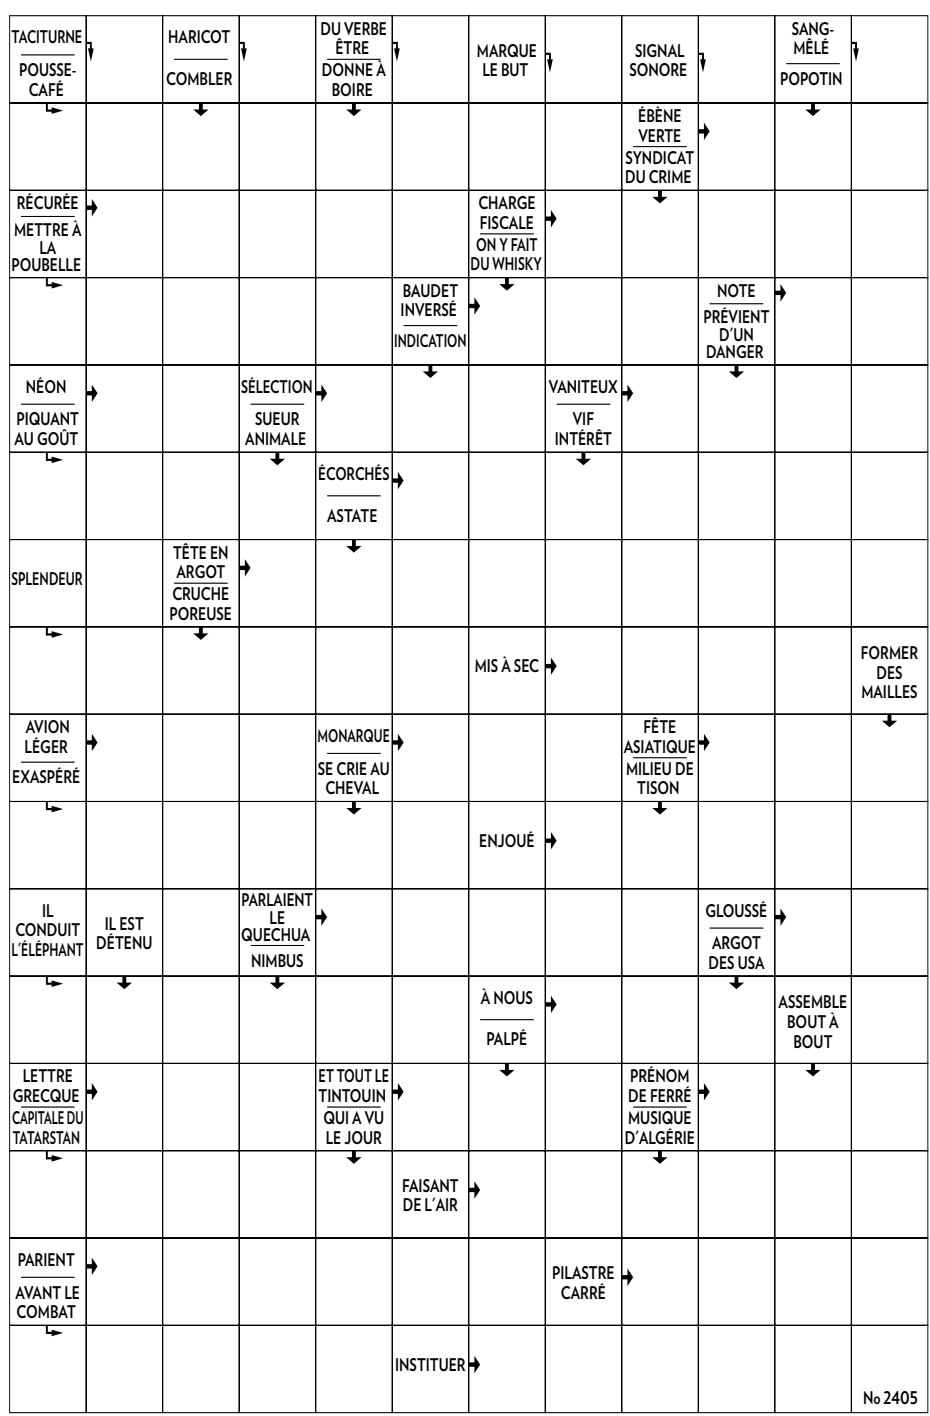 TACITURNE
POUSSE-
CAFÉ
HARICOT
COMBLER
DU VERBE
ÊTRE
DONNE À
BOIRE
MARQUE
LE BUT
SIGNAL
SONORE
SANG-
MÊLÉ
POPOTIN
ÉBÈNE
VERTE
SYNDICAT
DU CRIME
RÉCURÉE
METTRE À
LA
POUBELLE
CHARGE
FISCALE
ON Y FAIT
DU WHISKY
BAUDET
INVERSÉ
INDICATION
NOTE
PRÉVIENT
D'UN
DANGER
NÉON
PIQUANT
AU GOÛT
SÉLECTION
SUEUR
ANIMALE
VANITEUX
VIF
INTÉRÊT
ÉCORCHÉS
ASTATE
SPLENDEUR
TÊTE EN
ARGOT
CRUCHE
POREUSE
MIS À SEC
FORMER
DES
MAILLES
AVION
LÉGER
EXASPÉRÉ
MONARQUE
SE CRIE AU
CHEVAL
FÊTE
ASIATIQUE
MILIEU DE
TISON
ENJOUÉ
IL
CONDUIT
L'ÉLÉPHANT
IL EST
DÉTENU
PARLAIENT
LE
QUECHUA
NIMBUS
GLOUSSÉ
ARGOT
DES USA
À NOUS
PALPÉ
ASSEMBLE
BOUT À
BOUT
LETTRE
GRECQUE
CAPITALE DU
TATARSTAN
ET TOUT LE
TINTOUIN
QUI A VU
LE JOUR
PRÉNOM
DE FERRÉ
MUSIQUE
D'ALGÉRIE
FAISANT
DE L'AIR
PARIENT
AVANT LE
COMBAT
PILASTRE
CARRÉ
INSTITUER
No 2405